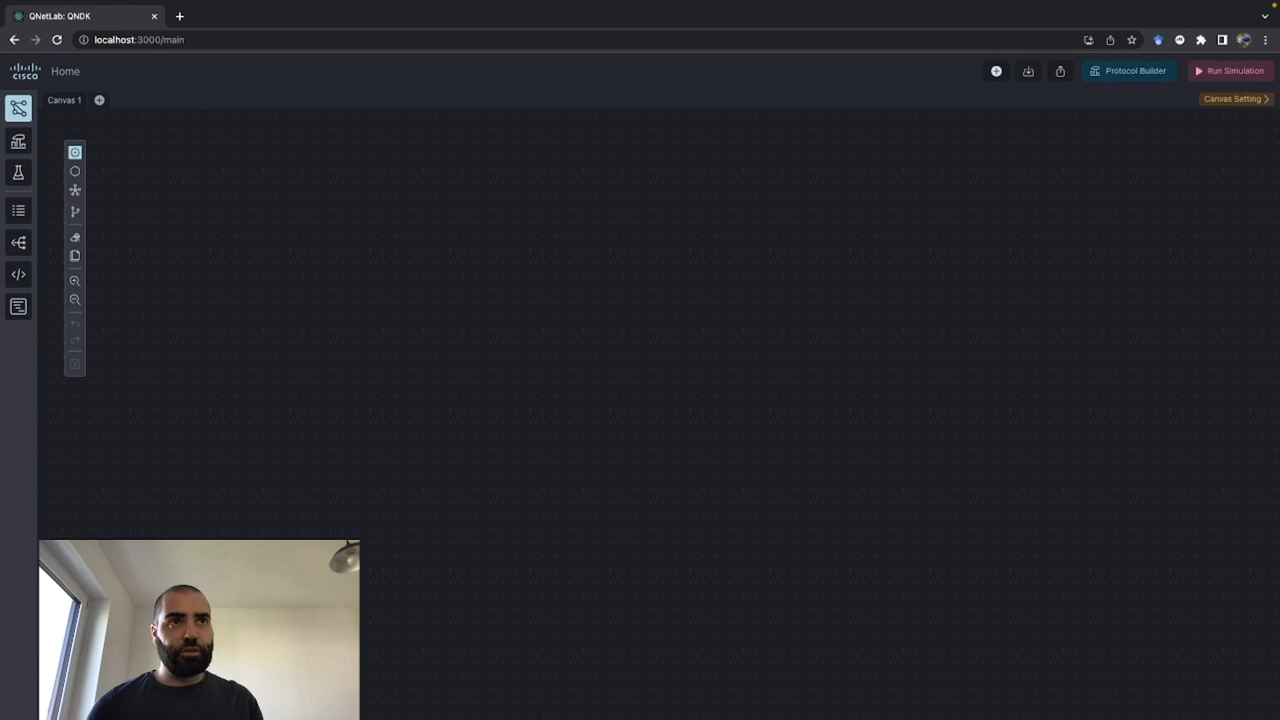 QNetLab: QNDK
localhost:3000/main
CISCO
Home
Protocol Builder
Run Simulation
Canvas 1
Canvas Setting